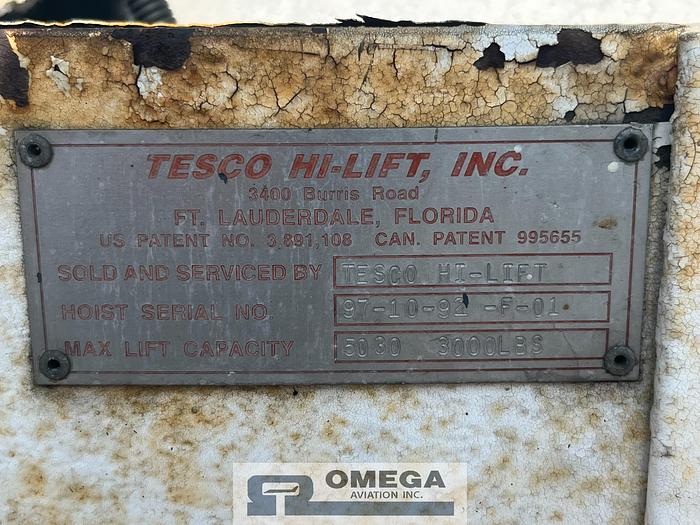 TESCO HI-LIFT, INC.
3400 Burris Road
FT. LAUDERDALE, FLORIDA
US PATENT NO. 3,891,108 CAN. PATENT 995655
SOLD AND SERVICED BY TESCO HI-LIFT
HOIST SERIAL NO. 97-10-92 -F-01
MAX LIFT CAPACITY 5030 3000LBS
OMEGA
AVIATION INC.